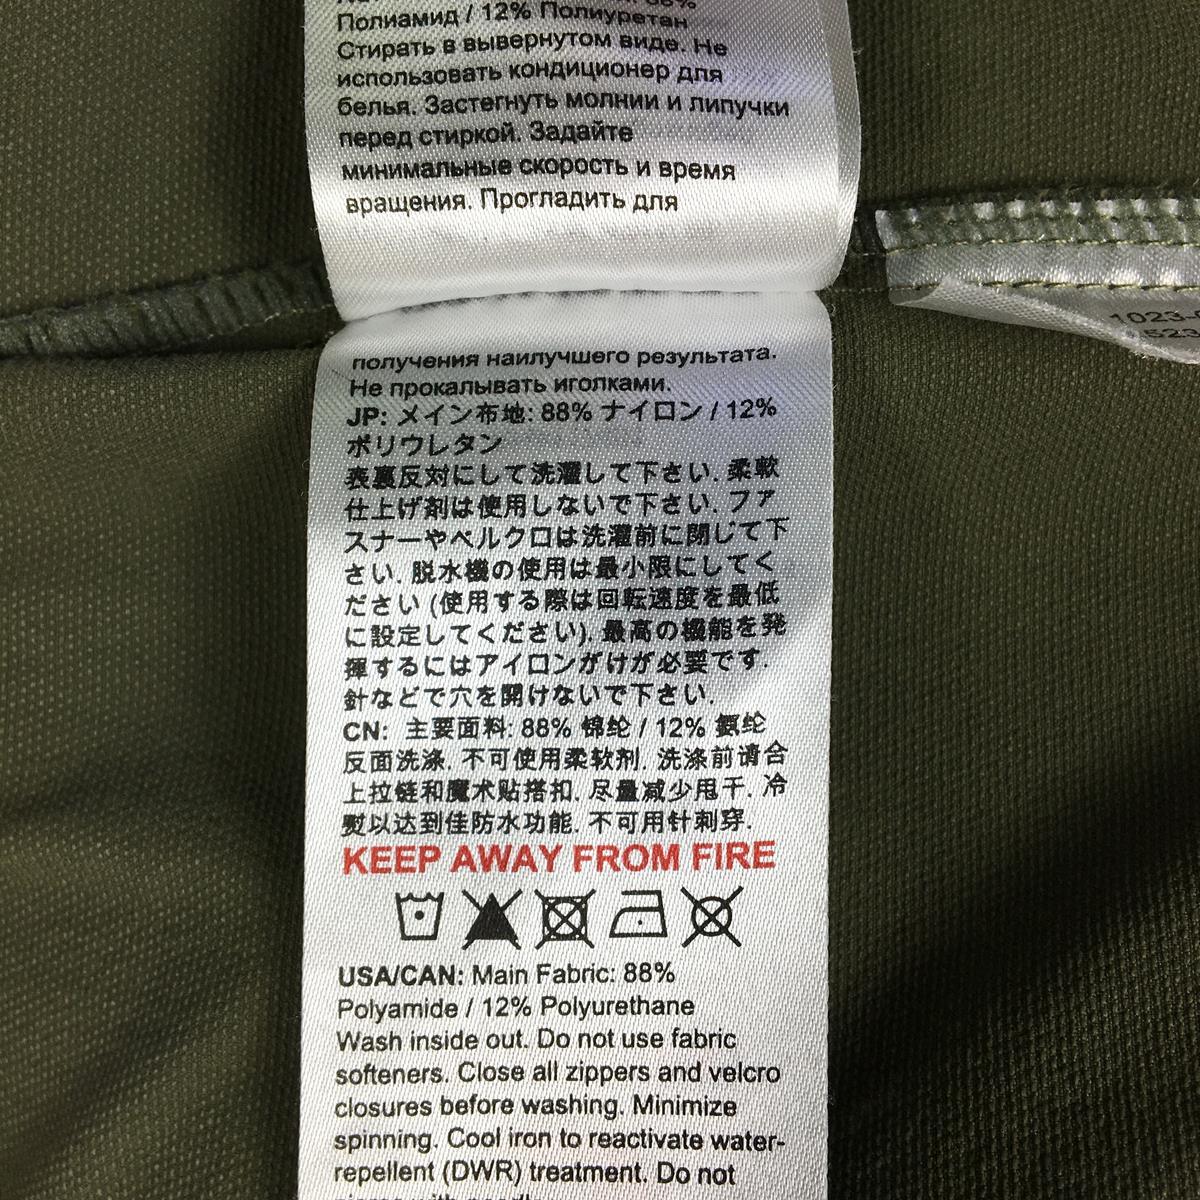 88%
Полиамид / 12% Полиуретан
Стирать в вывернутом виде. Не
использовать кондиционер для
белья. Застегнуть молнии и липучки
перед стиркой. Задайте
минимальные скорость и время
вращения. Прогладить для
получения наилучшего результата.
Не прокалывать иголками.
JP: メイン布地: 88% ナイロン / 12%
ポリウレタン
表裏反対にして洗濯して下さい. 柔軟
仕上げ剤は使用しないで下さい. ファ
スナーやベルクロは洗濯前に閉じて下
さい. 脱水機の使用は最小限にしてく
ださい (使用する際は回転速度を最低
に設定してください). 最高の機能を発
揮するにはアイロンがけが必要です.
針などで穴を開けないで下さい.
CN: 主要面料: 88% 锦纶 / 12% 氨纶
反面洗涤. 不可使用柔软剂. 洗涤前请合
上拉链和魔术贴搭扣. 尽量减少甩干. 冷
熨以达到佳防水功能. 不可用针刺穿.
KEEP AWAY FROM FIRE
USA/CAN: Main Fabric: 88%
Polyamide / 12% Polyurethane
Wash inside out. Do not use fabric
softeners. Close all zippers and velcro
closures before washing. Minimize
spinning. Cool iron to reactivate water-
repellent (DWR) treatment. Do not
1023-
523